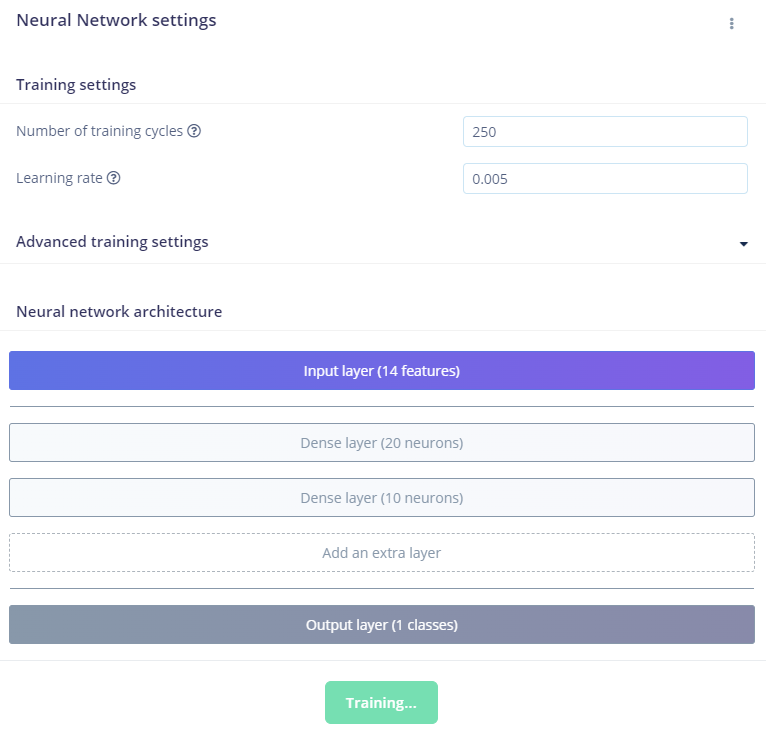 Neural Network settings
Training settings
Number of training cycles
250
Learning rate
0.005
Advanced training settings
Neural network architecture
Input layer (14 features)
Dense layer (20 neurons)
Dense layer (10 neurons)
Add an extra layer
Output layer (1 classes)
Training...